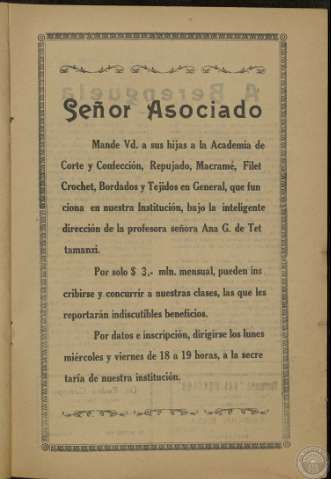 Señor Asociado
Mande Vd. a sus hijas a la Academia de
Corte y Confección, Repujado, Macramé, Filet
Crochet, Bordados y Tejidos en General, que fun
ciona en nuestra Institución, bajo la inteligente
dirección de la profesora señora Ana G. de Tet
tamanzi.
Por solo $ 3,- mln. mensual, pueden ins
cribirse y concurrir a nuestras clases, las que les
reportarán indiscutibles beneficios.
Por datos e inscripción, dirigirse los lunes
miércoles y viernes de 18 a 19 horas, a la secre
taría de nuestra institución.